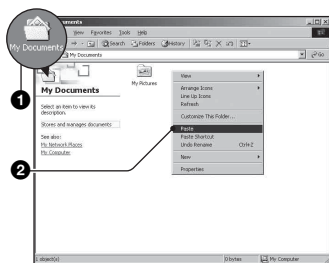 My Documents
uments
View Favorites Tools Help
Search Folders History
My Documents
Go
1
My Documents
My Pictures
Select an item to view its
description.
Stores and manages documents
See also:
My Network Places
My Computer
2
View
Arrange Icons
Line Up Icons
Refresh
Customize This Folder...
Paste
Paste Shortcut
Undo Rename Ctrl+Z
New
Properties
1 object(s)
0 bytes
My Computer